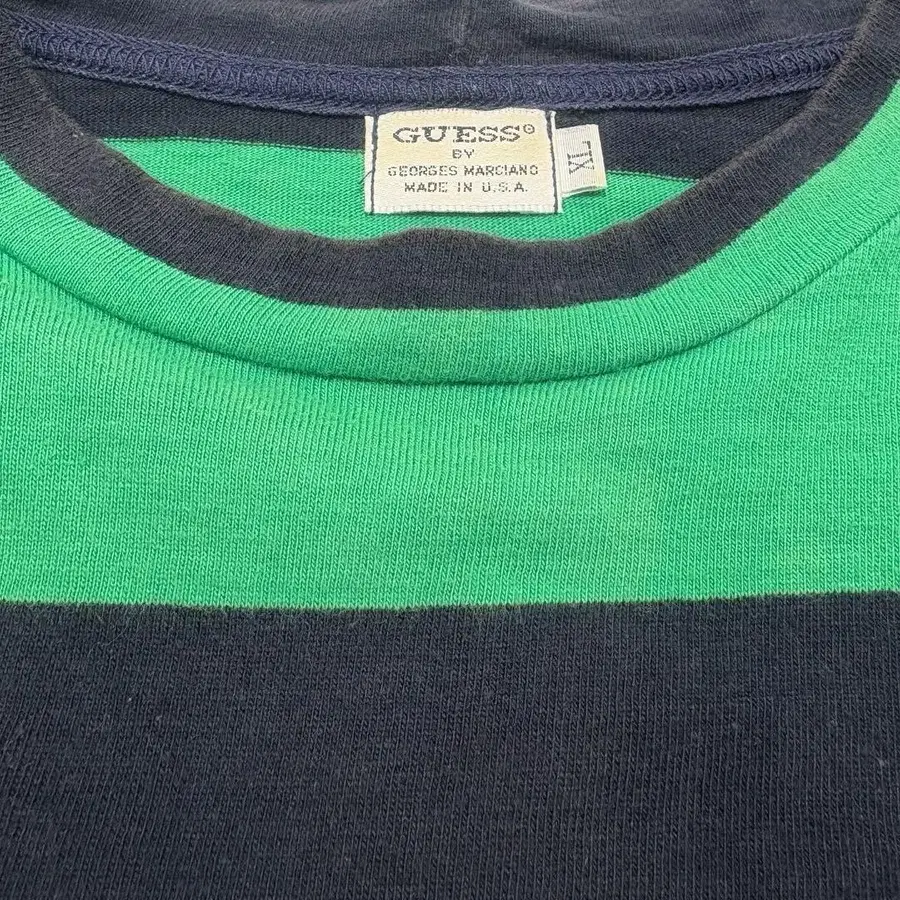 GUESS®
BY
GEORGES MARCIANO
MADE IN U.S.A.
XL